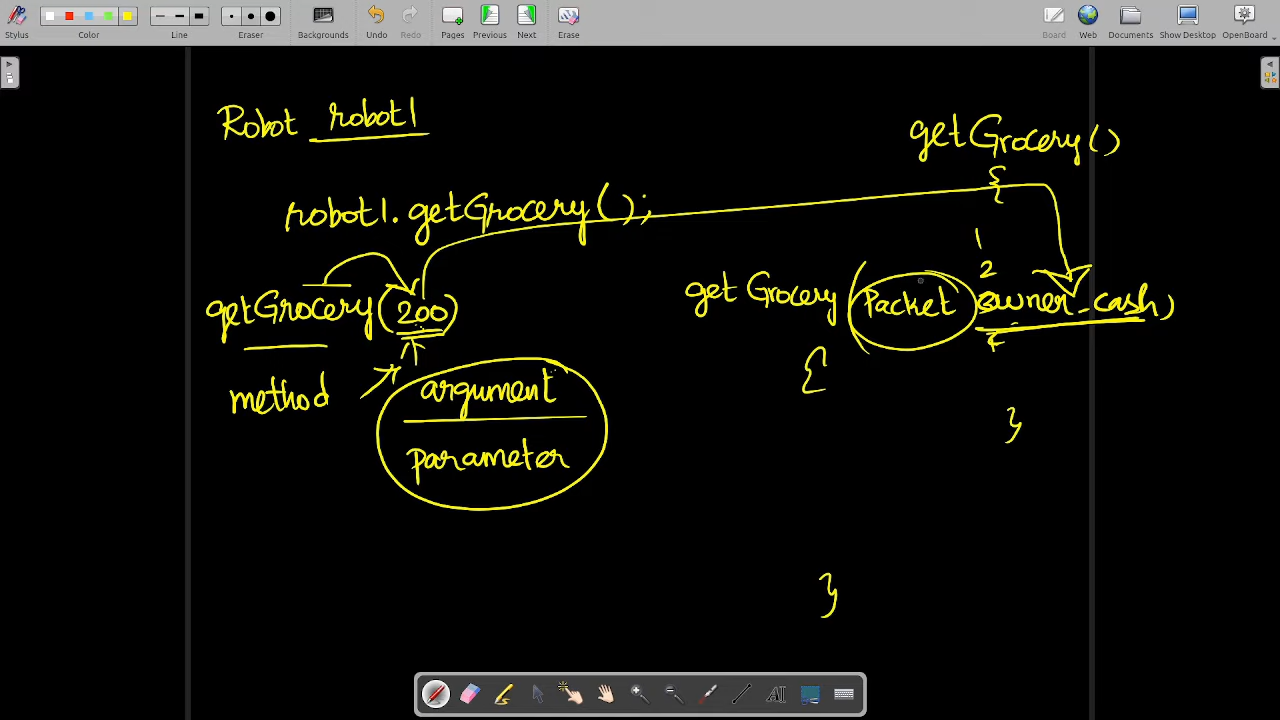 Stylus
Color
Line
Eraser
Backgrounds
Undo
Redo
Pages
Previous
Next
Erase
Board
Web
Documents
Show Desktop
OpenBoard
Robot robot1
getGrocery()
{
robot1.getGrocery();
1
2
getGrocery(200)
getGrocery(Packet owner_cash)
{
method
argument
parameter
}
}
AI